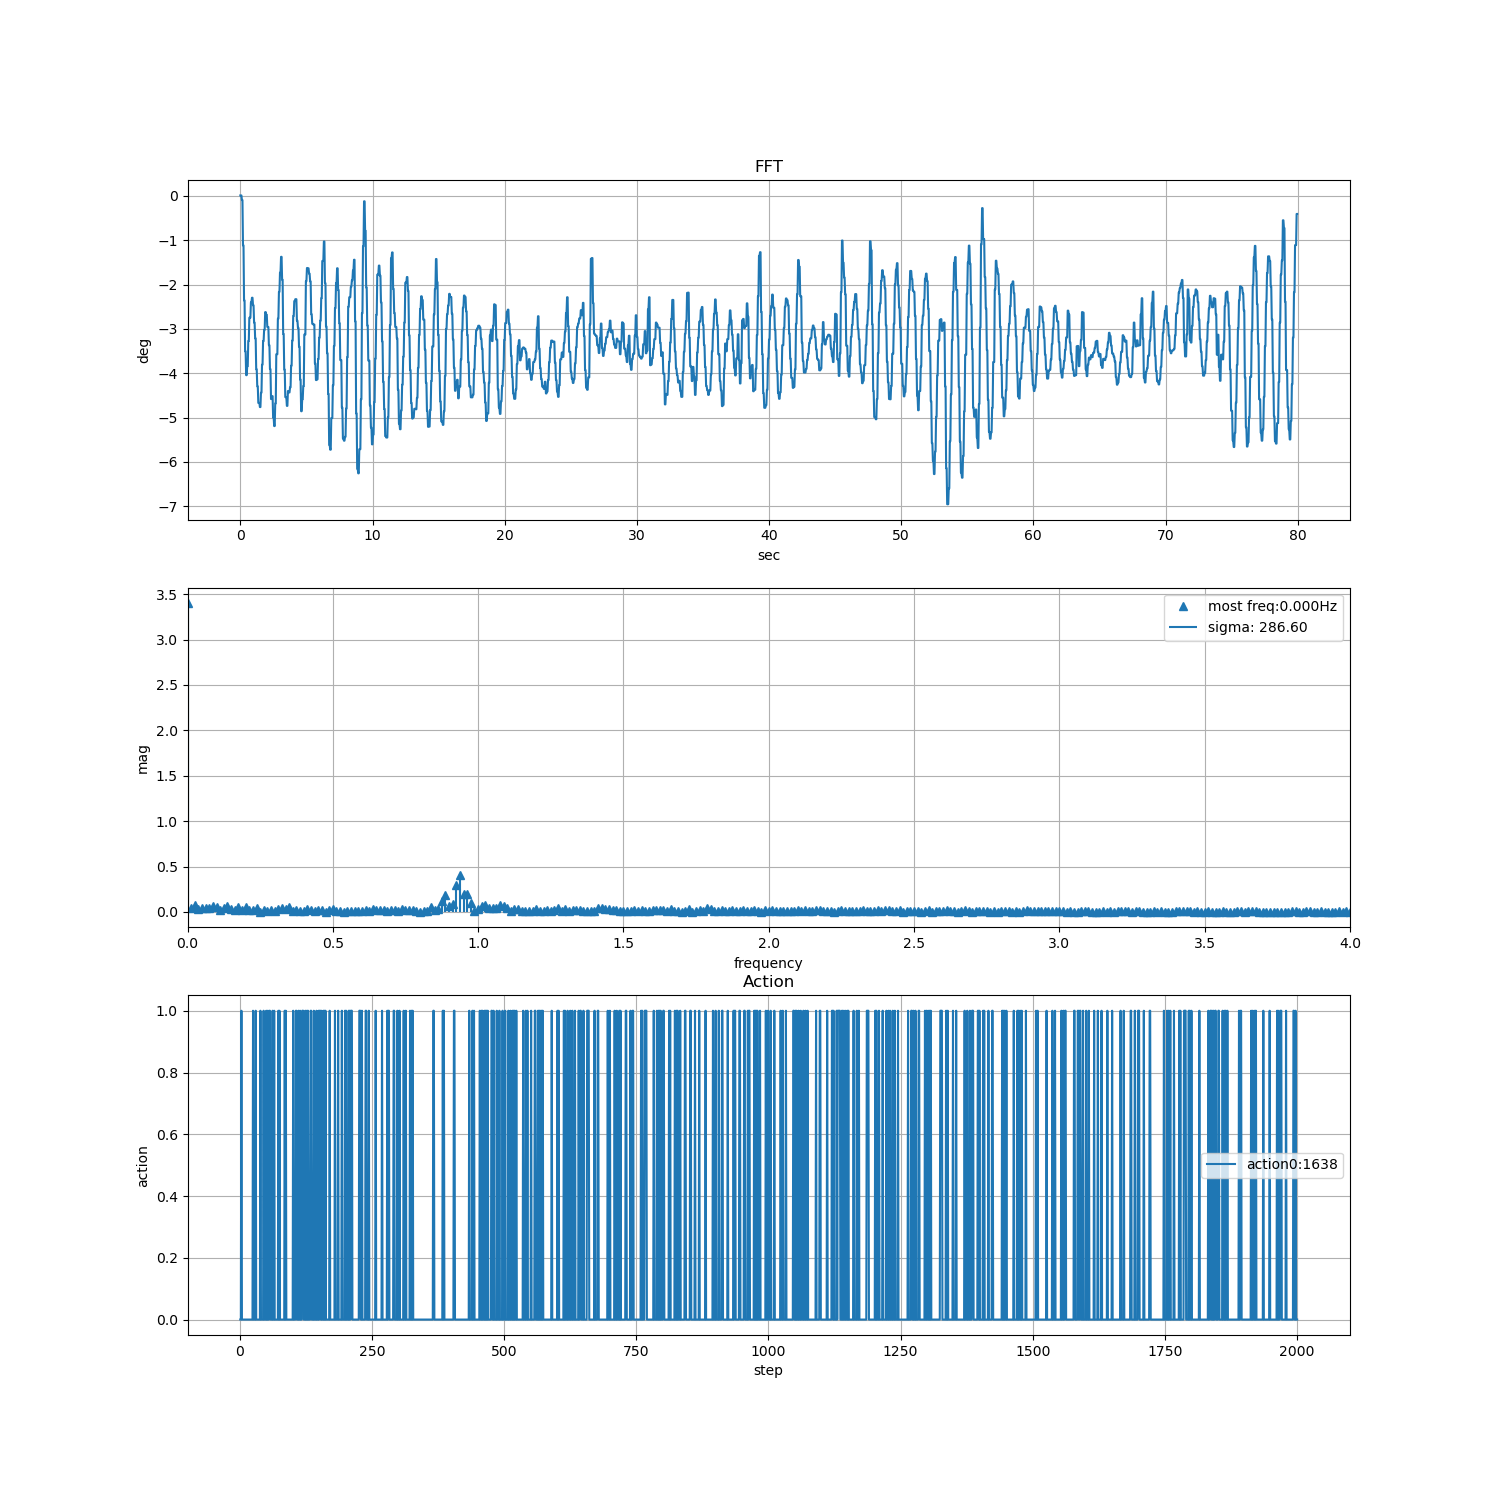 FFT
0
−1
−2
−3
−4
−5
−6
−7
deg
0 10 20 30 40 50 60 70 80
sec
3.5
3.0
2.5
2.0
1.5
1.0
0.5
0.0
mag
most freq:0.000Hz
sigma: 286.60
0.0 0.5 1.0 1.5 2.0 2.5 3.0 3.5 4.0
frequency
Action
1.0
0.8
0.6
0.4
0.2
0.0
action
action0:1638
0 250 500 750 1000 1250 1500 1750 2000
step